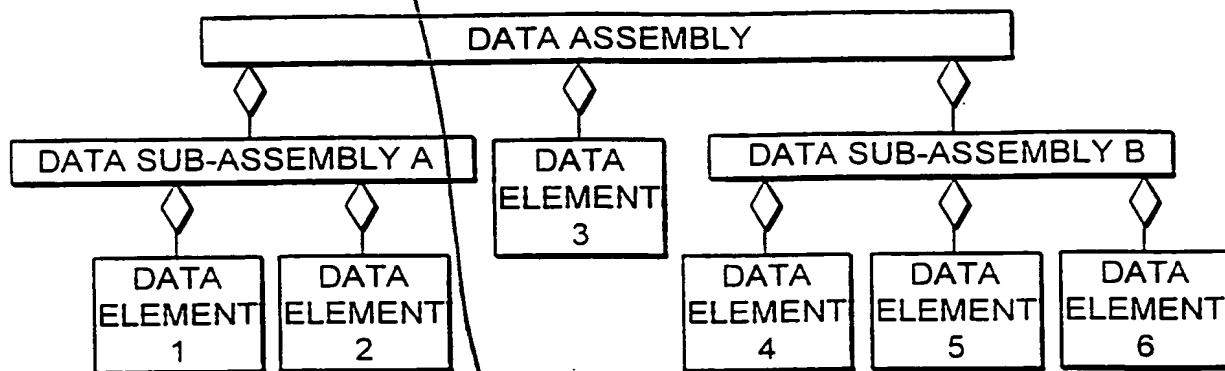 DATA ASSEMBLY
DATA SUB-ASSEMBLY A
DATA
ELEMENT
1
DATA
ELEMENT
2
DATA
ELEMENT
3
DATA SUB-ASSEMBLY B
DATA
ELEMENT
4
DATA
ELEMENT
5
DATA
ELEMENT
6